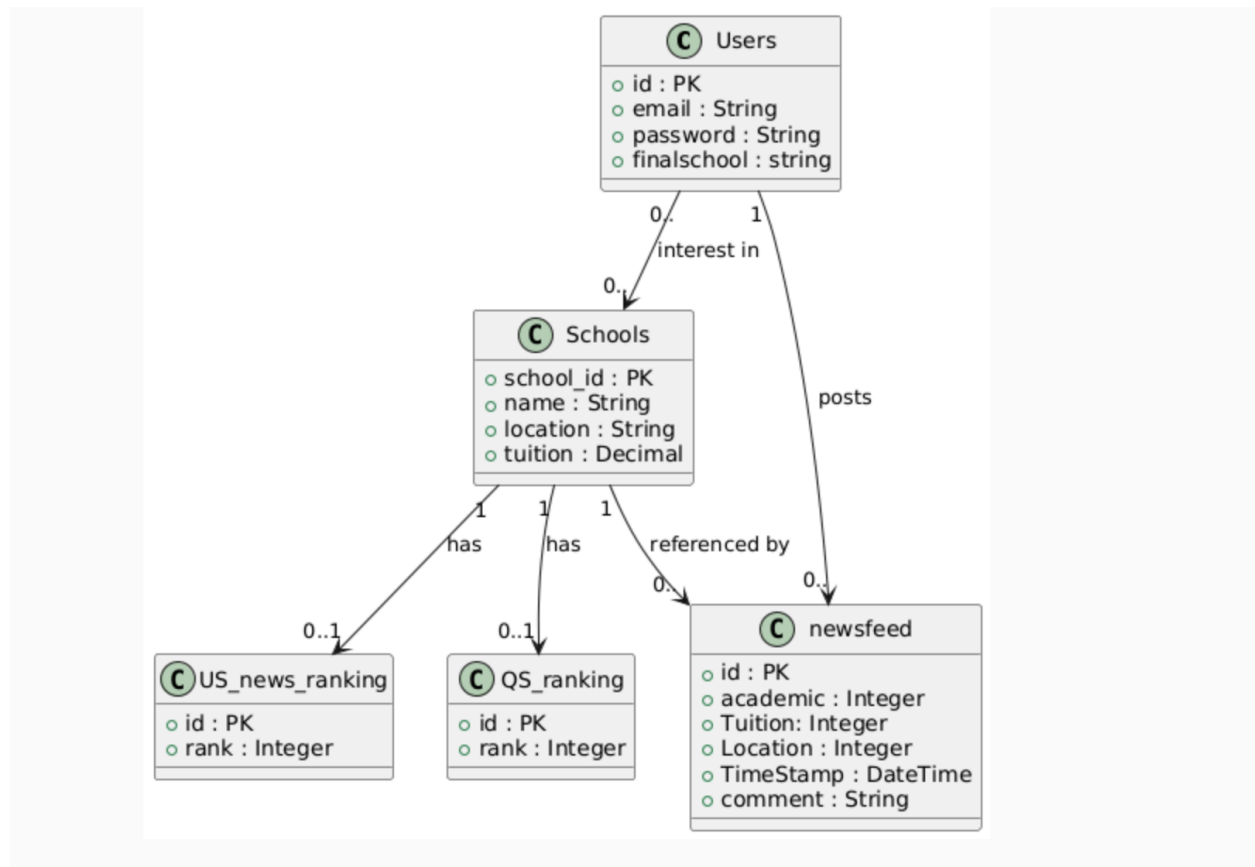 C Users
id : PK
email : String
password : String
finalschool : string
0..
1
interest in
0..
C Schools
school_id : PK
name : String
location : String
tuition : Decimal
posts
1
1
1
has
has
referenced by
0..
0..
0..1
0..1
C newsfeed
id : PK
academic : Integer
Tuition: Integer
Location : Integer
TimeStamp : DateTime
comment : String
C US_news_ranking
id : PK
rank : Integer
C QS_ranking
id : PK
rank : Integer